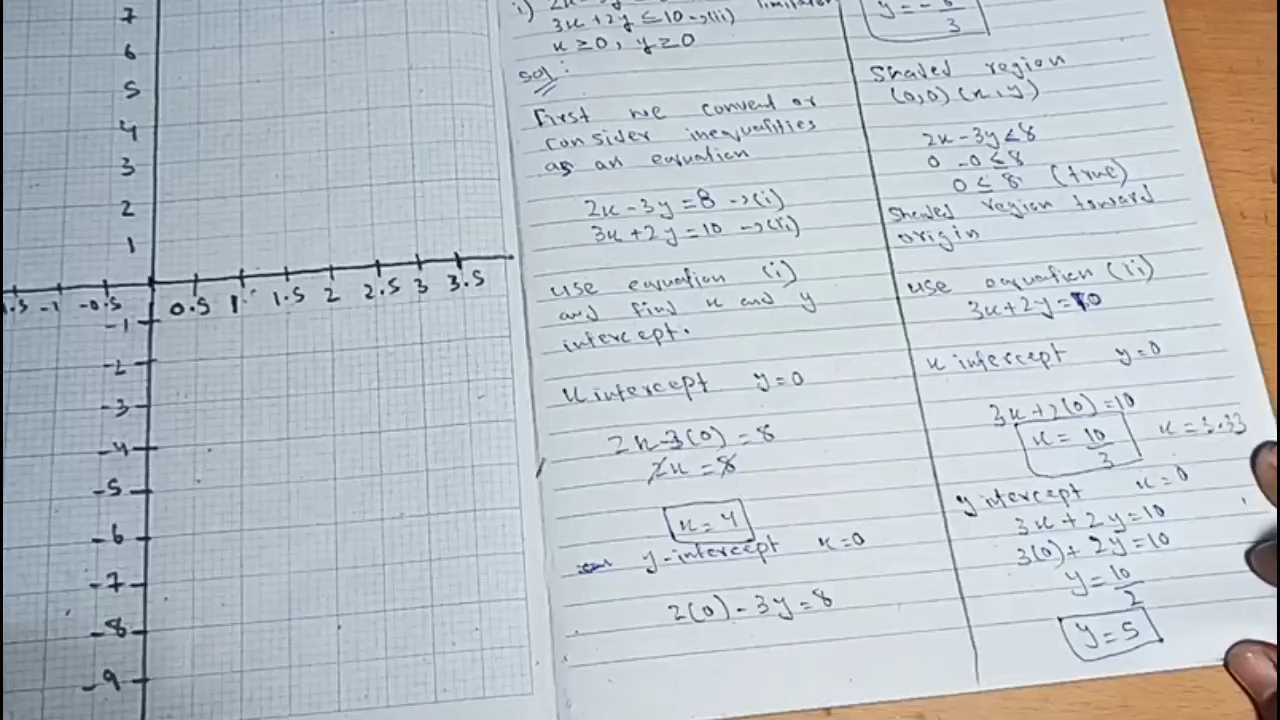 7
6
5
4
3
2
1
-1 -0.5 0.5 1 1.5 2 2.5 3 3.5
-1
-2
-3
-4
-5
-6
-7
-8
-9
i)
3x+2y ≤ 10 →(ii)
x ≥ 0, y ≥ 0
Sol:
First we convent or
consider inequalities
as an equation
2x-3y=8 →(i)
3x+2y=10 →(ii)
use equation (i)
and find x and y
intercept.
x intercept y=0
2x-3(0)=8
2x=8
x=4
y-intercept x=0
2(0)-3y=8
y=-8/3
Shaded region
(0,0) (x,y)
2x-3y≤8
0-0≤8
0≤8 (true)
Shaded region toward
origin
use equation (ii)
3x+2y=10
x intercept y=0
3x+2(0)=10
x=10/3 x=3.33
y intercept x=0
3x+2y=10
3(0)+2y=10
y=10/2
y=5